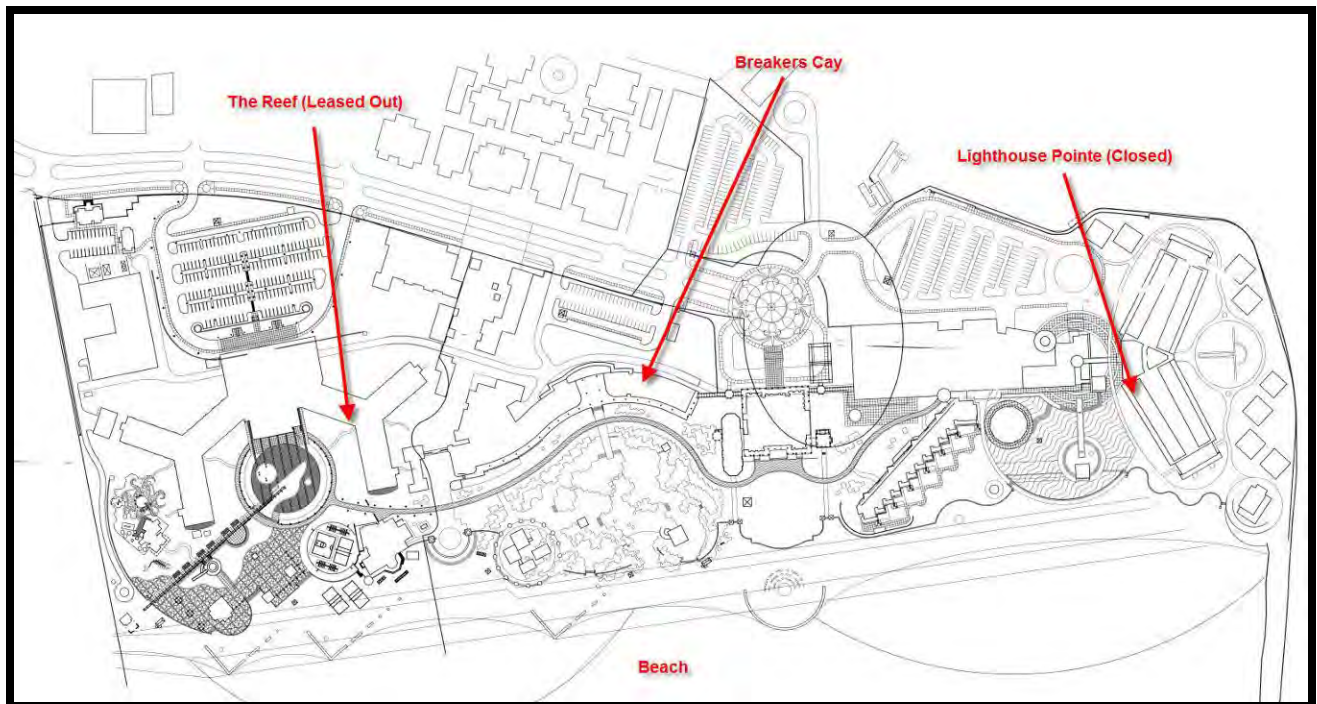 Breakers Cay
The Reef (Leased Out)
Lighthouse Pointe (Closed)
Beach